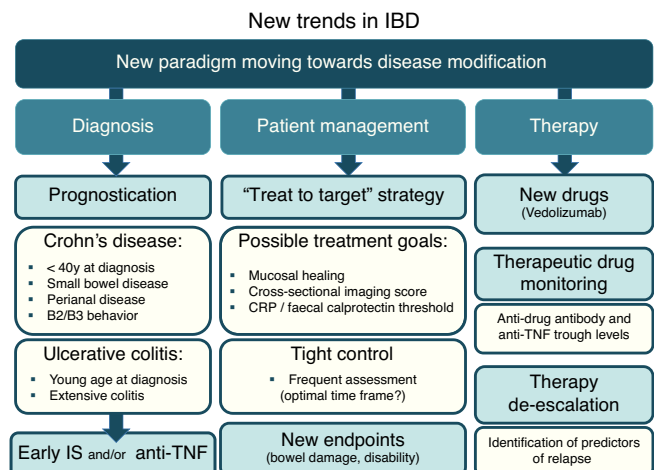 New trends in IBD
New paradigm moving towards disease modification
Diagnosis
Prognostication
Crohn's disease:
▪ < 40y at diagnosis
▪ Small bowel disease
▪ Perianal disease
▪ B2/B3 behavior
Ulcerative colitis:
▪ Young age at diagnosis
▪ Extensive colitis
Early IS and/or anti-TNF
Patient management
“Treat to target” strategy
Possible treatment goals:
▪ Mucosal healing
▪ Cross-sectional imaging score
▪ CRP / faecal calprotectin threshold
Tight control
▪ Frequent assessment
(optimal time frame?)
New endpoints
(bowel damage, disability)
Therapy
New drugs
(Vedolizumab)
Therapeutic drug
monitoring
Anti-drug antibody and
anti-TNF trough levels
Therapy
de-escalation
Identification of predictors
of relapse